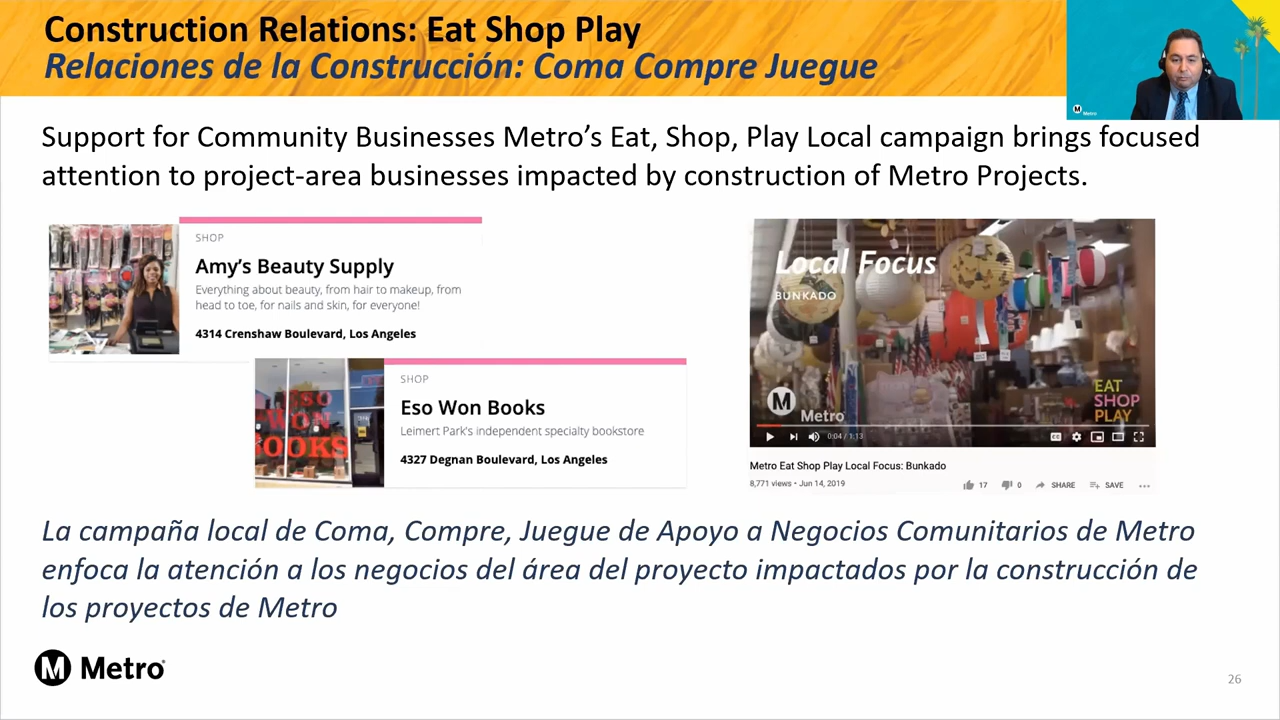 Construction Relations: Eat Shop Play
Relaciones de la Construcción: Coma Compre Juegue
M Metro
Support for Community Businesses Metro’s Eat, Shop, Play Local campaign brings focused
attention to project-area businesses impacted by construction of Metro Projects.
SHOP
Amy’s Beauty Supply
Everything about beauty, from hair to makeup, from
head to toe, for nails and skin, for everyone!
4314 Crenshaw Boulevard, Los Angeles
ESO
WON
BOOKS
SHOP
Eso Won Books
Leimert Park's independent specialty bookstore
4327 Degnan Boulevard, Los Angeles
Local Focus
BUNKADO
M Metro
EAT
SHOP
PLAY
0:04 / 1:13
CC
Metro Eat Shop Play Local Focus: Bunkado
8,771 views • Jun 14, 2019
17 0 SHARE SAVE
La campaña local de Coma, Compre, Juegue de Apoyo a Negocios Comunitarios de Metro
enfoca la atención a los negocios del área del proyecto impactados por la construcción de
los proyectos de Metro
M Metro
26